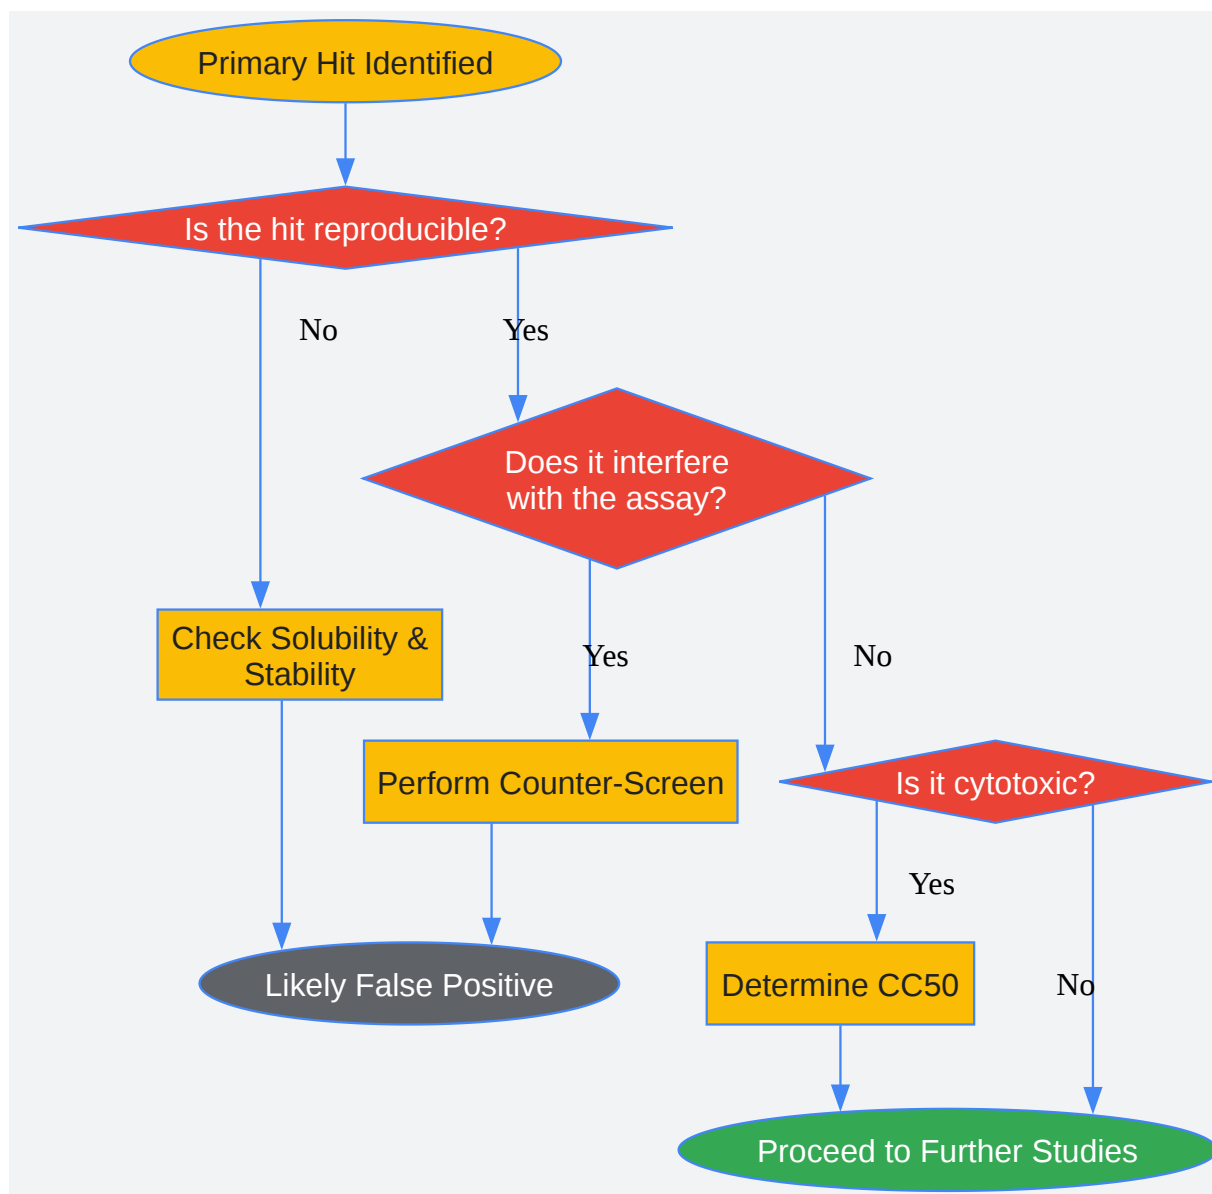 Primary Hit Identified
Is the hit reproducible?
No
Yes
Does it interfere
with the assay?
Check Solubility &
Stability
Yes
No
Perform Counter-Screen
Is it cytotoxic?
Yes
Likely False Positive
Determine CC50
No
Proceed to Further Studies